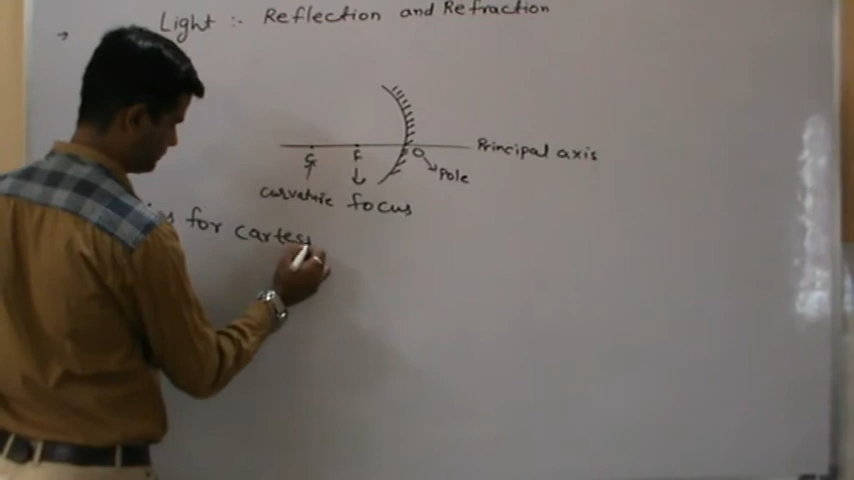 Light :- Reflection and Refraction
Principal axis
C F O
Pole
curvature focus
for cartes